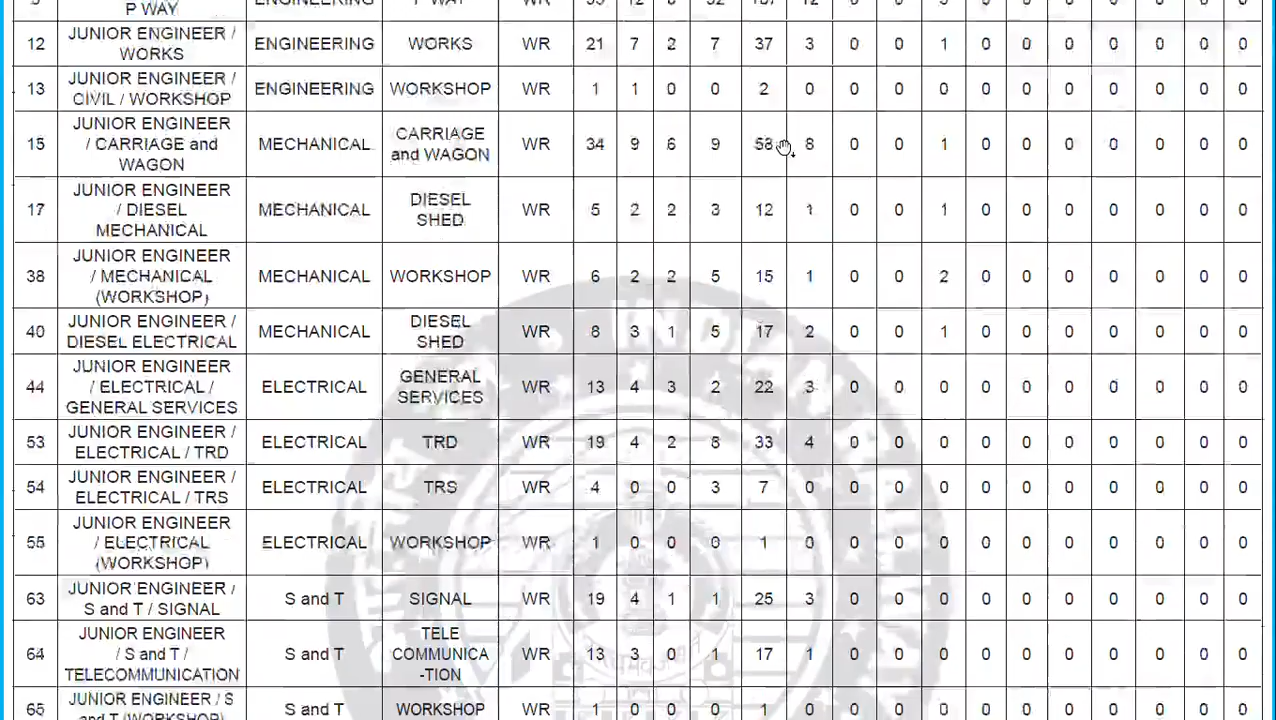 P WAY ENGINEERING P WAY WR
12 JUNIOR ENGINEER / WORKS ENGINEERING WORKS WR 21 7 2 7 37 3 0 0 1 0 0 0 0 0 0 0
13 JUNIOR ENGINEER / CIVIL / WORKSHOP ENGINEERING WORKSHOP WR 1 1 0 0 2 0 0 0 0 0 0 0 0 0 0 0
15 JUNIOR ENGINEER / CARRIAGE and WAGON MECHANICAL CARRIAGE and WAGON WR 34 9 6 9 58 8 0 0 1 0 0 0 0 0 0 0
17 JUNIOR ENGINEER / DIESEL MECHANICAL MECHANICAL DIESEL SHED WR 5 2 2 3 12 1 0 0 1 0 0 0 0 0 0 0
38 JUNIOR ENGINEER / MECHANICAL (WORKSHOP) MECHANICAL WORKSHOP WR 6 2 2 5 15 1 0 0 2 0 0 0 0 0 0 0
40 JUNIOR ENGINEER / DIESEL ELECTRICAL MECHANICAL DIESEL SHED WR 8 3 1 5 17 2 0 0 1 0 0 0 0 0 0 0
44 JUNIOR ENGINEER / ELECTRICAL / GENERAL SERVICES ELECTRICAL GENERAL SERVICES WR 13 4 3 2 22 3 0 0 0 0 0 0 0 0 0 0
53 JUNIOR ENGINEER / ELECTRICAL / TRD ELECTRICAL TRD WR 19 4 2 8 33 4 0 0 0 0 0 0 0 0 0 0
54 JUNIOR ENGINEER / ELECTRICAL / TRS ELECTRICAL TRS WR 4 0 0 3 7 0 0 0 0 0 0 0 0 0 0 0
55 JUNIOR ENGINEER / ELECTRICAL (WORKSHOP) ELECTRICAL WORKSHOP WR 1 0 0 0 1 0 0 0 0 0 0 0 0 0 0 0
63 JUNIOR ENGINEER / S and T / SIGNAL S and T SIGNAL WR 19 4 1 1 25 3 0 0 0 0 0 0 0 0 0 0
64 JUNIOR ENGINEER / S and T / TELECOMMUNICATION S and T TELE COMMUNICA -TION WR 13 3 0 1 17 1 0 0 0 0 0 0 0 0 0 0
65 JUNIOR ENGINEER / S and T (WORKSHOP) S and T WORKSHOP WR 1 0 0 0 1 0 0 0 0 0 0 0 0 0 0 0